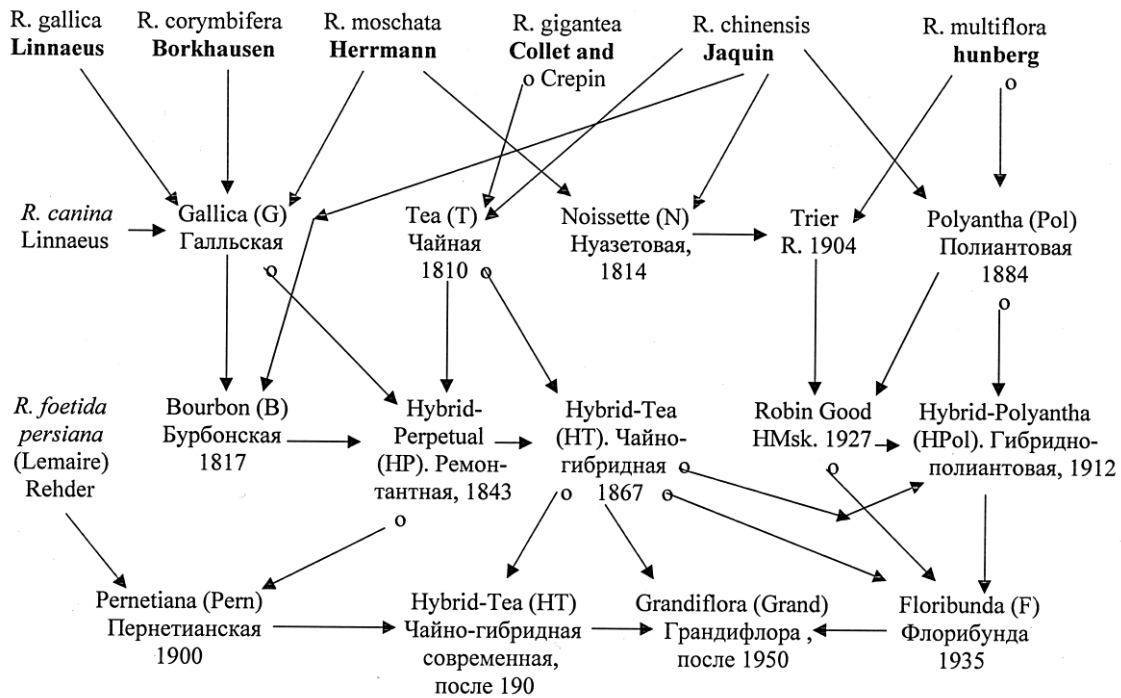 R. gallica
Linnaeus
R. corymbifera
Borkhausen
R. moschata
Herrmann
R. gigantea
Collet and
o Crepin
R. chinensis
Jaquin
R. multiflora
hunberg
o
R. canina
Linnaeus
Gallica (G)
Галльская
o
Tea (T)
Чайная
1810 o
Noissette (N)
Нуазетовая,
1814
Trier
R. 1904
Polyantha (Pol)
Полиантовая
1884
o
R. foetida
persiana
(Lemaire)
Rehder
Bourbon (B)
Бурбонская
1817
Hybrid-
Perpetual
(HP). Ремон-
тантная, 1843
o
Hybrid-Tea
(HT). Чайно-
гибридная o
o 1867 o
Robin Good
HMsk. 1927
o
Hybrid-Polyantha
(HPol). Гибридно-
полиантовая, 1912
Pernetiana (Pern)
Пернетианская
1900
Hybrid-Tea (HT)
Чайно-гибридная
современная,
после 190
Grandiflora (Grand)
Грандифлора ,
после 1950
Floribunda (F)
Флорибунда
1935